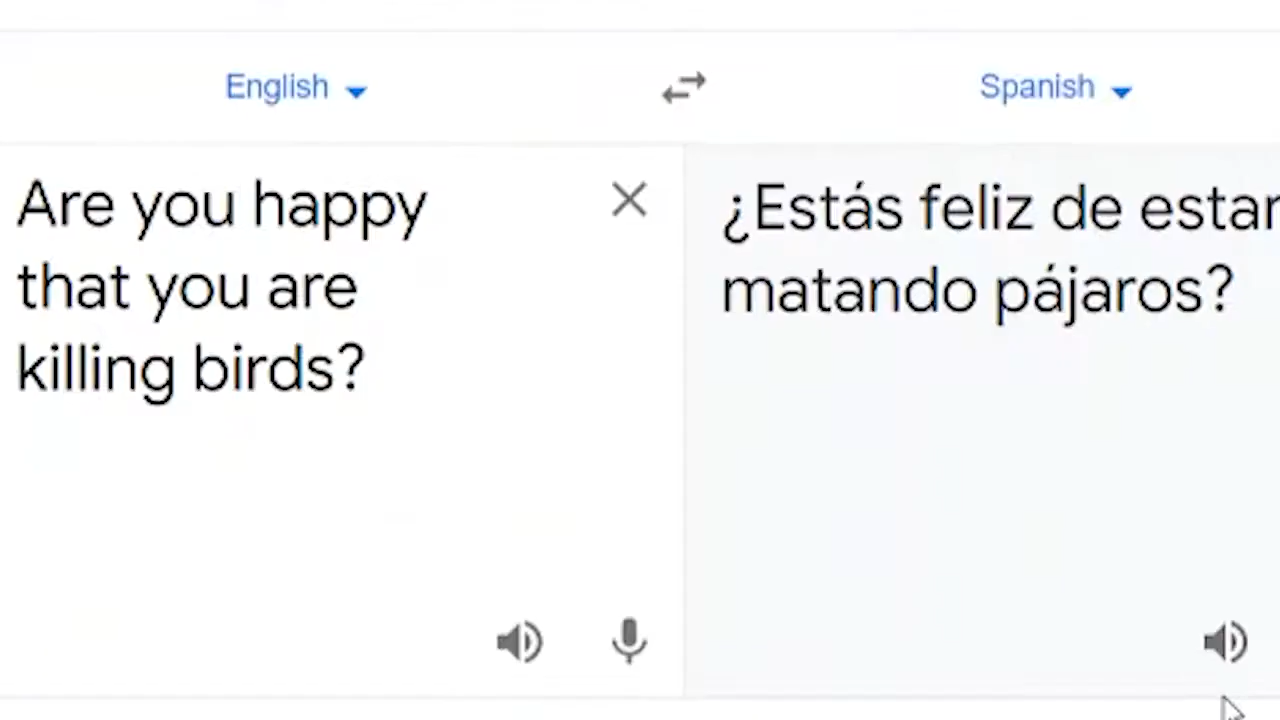 English
Spanish
Are you happy
that you are
killing birds?
¿Estás feliz de estar
matando pájaros?